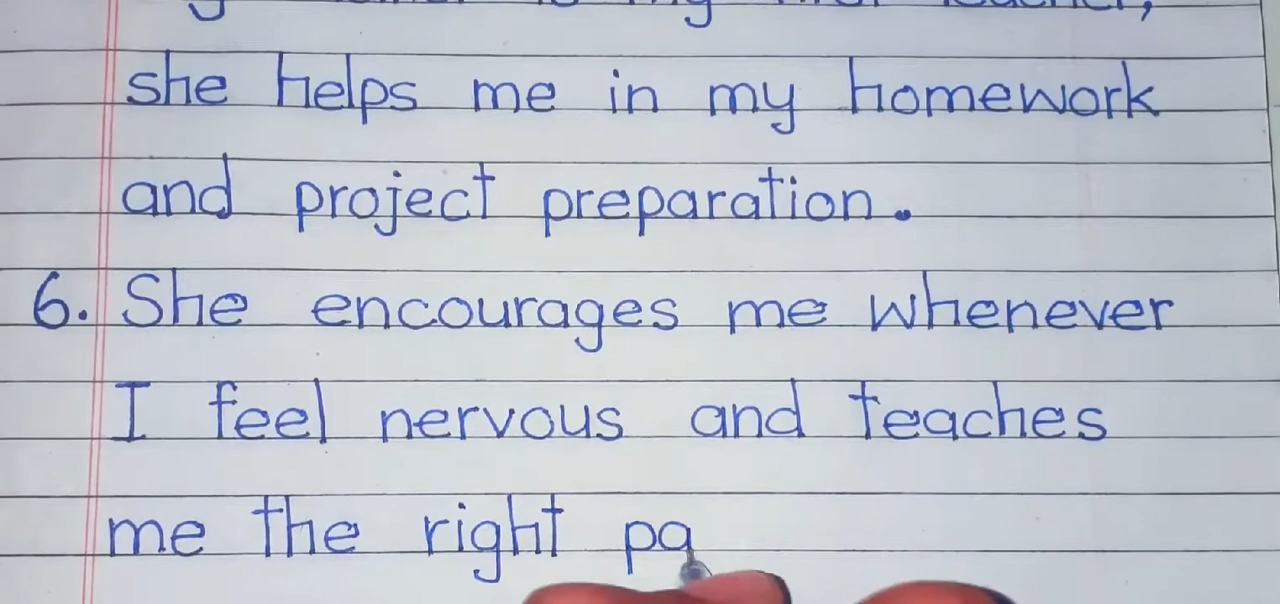 she helps me in my homework
and project preparation.
6. She encourages me whenever
I feel nervous and teaches
me the right pa